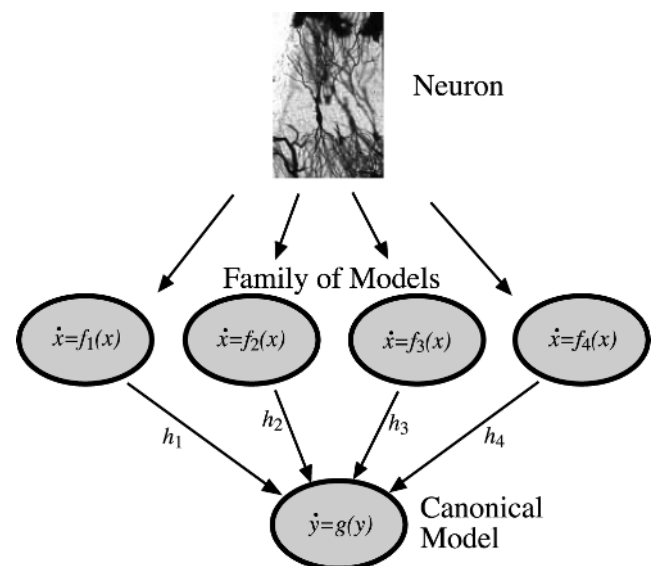 Neuron
Family of Models
ẋ=f₁(x)
ẋ=f₂(x)
ẋ=f₃(x)
ẋ=f₄(x)
h₁
h₂
h₃
h₄
ẏ=g(y)
Canonical
Model